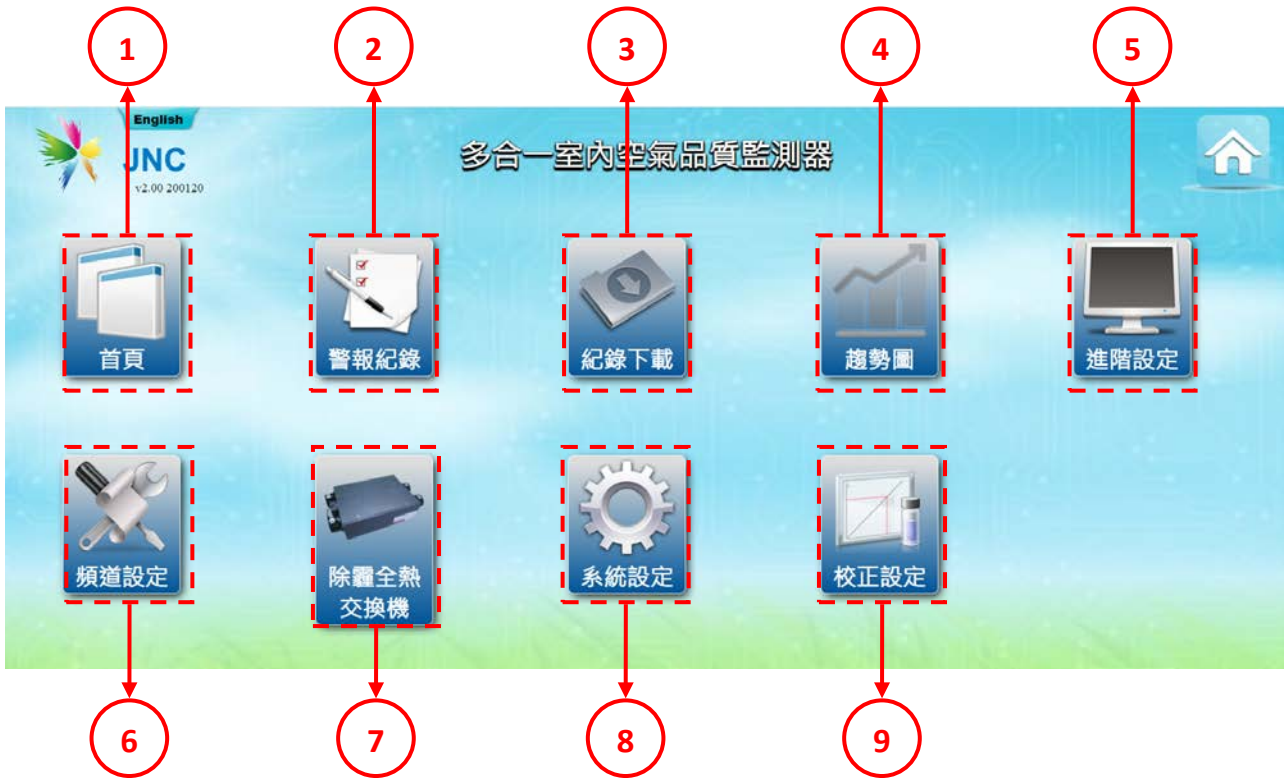 1 2 3 4 5
English
JNC
v2.00 200120
多合一室內空氣品質監測器
首頁 警報紀錄 紀錄下載 趨勢圖 進階設定
頻道設定 除霾全熱 系統設定 校正設定
交換機
6 7 8 9